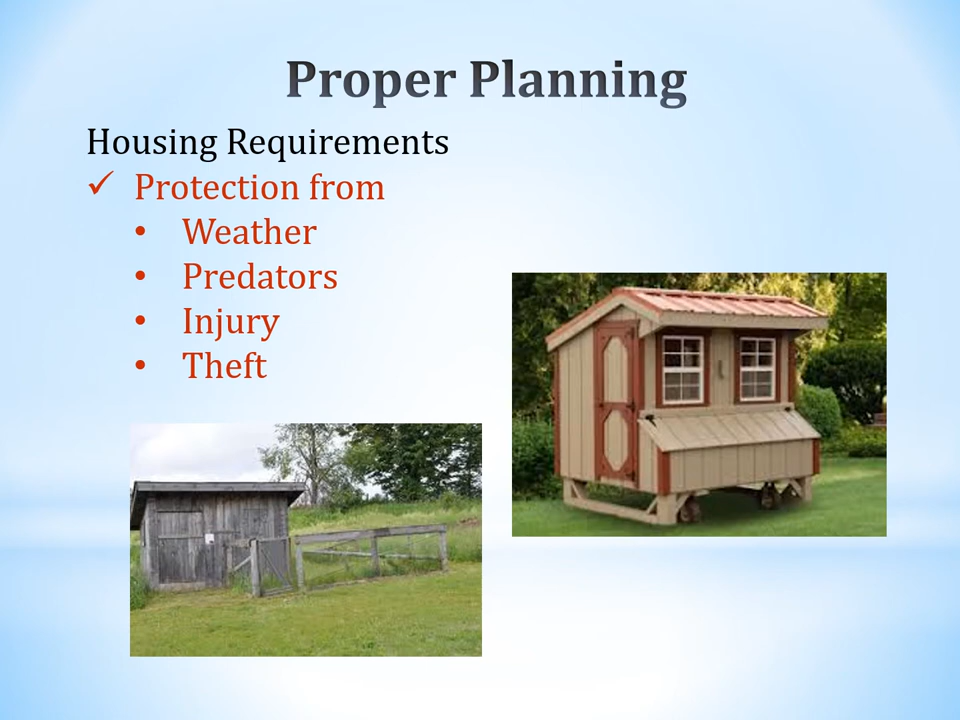 Proper Planning
Housing Requirements
✓ Protection from
• Weather
• Predators
• Injury
• Theft